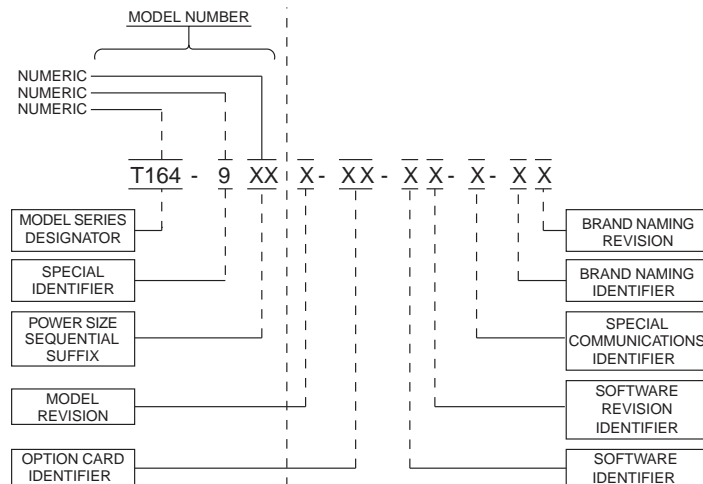 MODEL NUMBER
NUMERIC
NUMERIC
NUMERIC
T164 - 9 XX X - XX - X X - X - X X
MODEL SERIES
DESIGNATOR
SPECIAL
IDENTIFIER
POWER SIZE
SEQUENTIAL
SUFFIX
MODEL
REVISION
OPTION CARD
IDENTIFIER
BRAND NAMING
REVISION
BRAND NAMING
IDENTIFIER
SPECIAL
COMMUNICATIONS
IDENTIFIER
SOFTWARE
REVISION
IDENTIFIER
SOFTWARE
IDENTIFIER